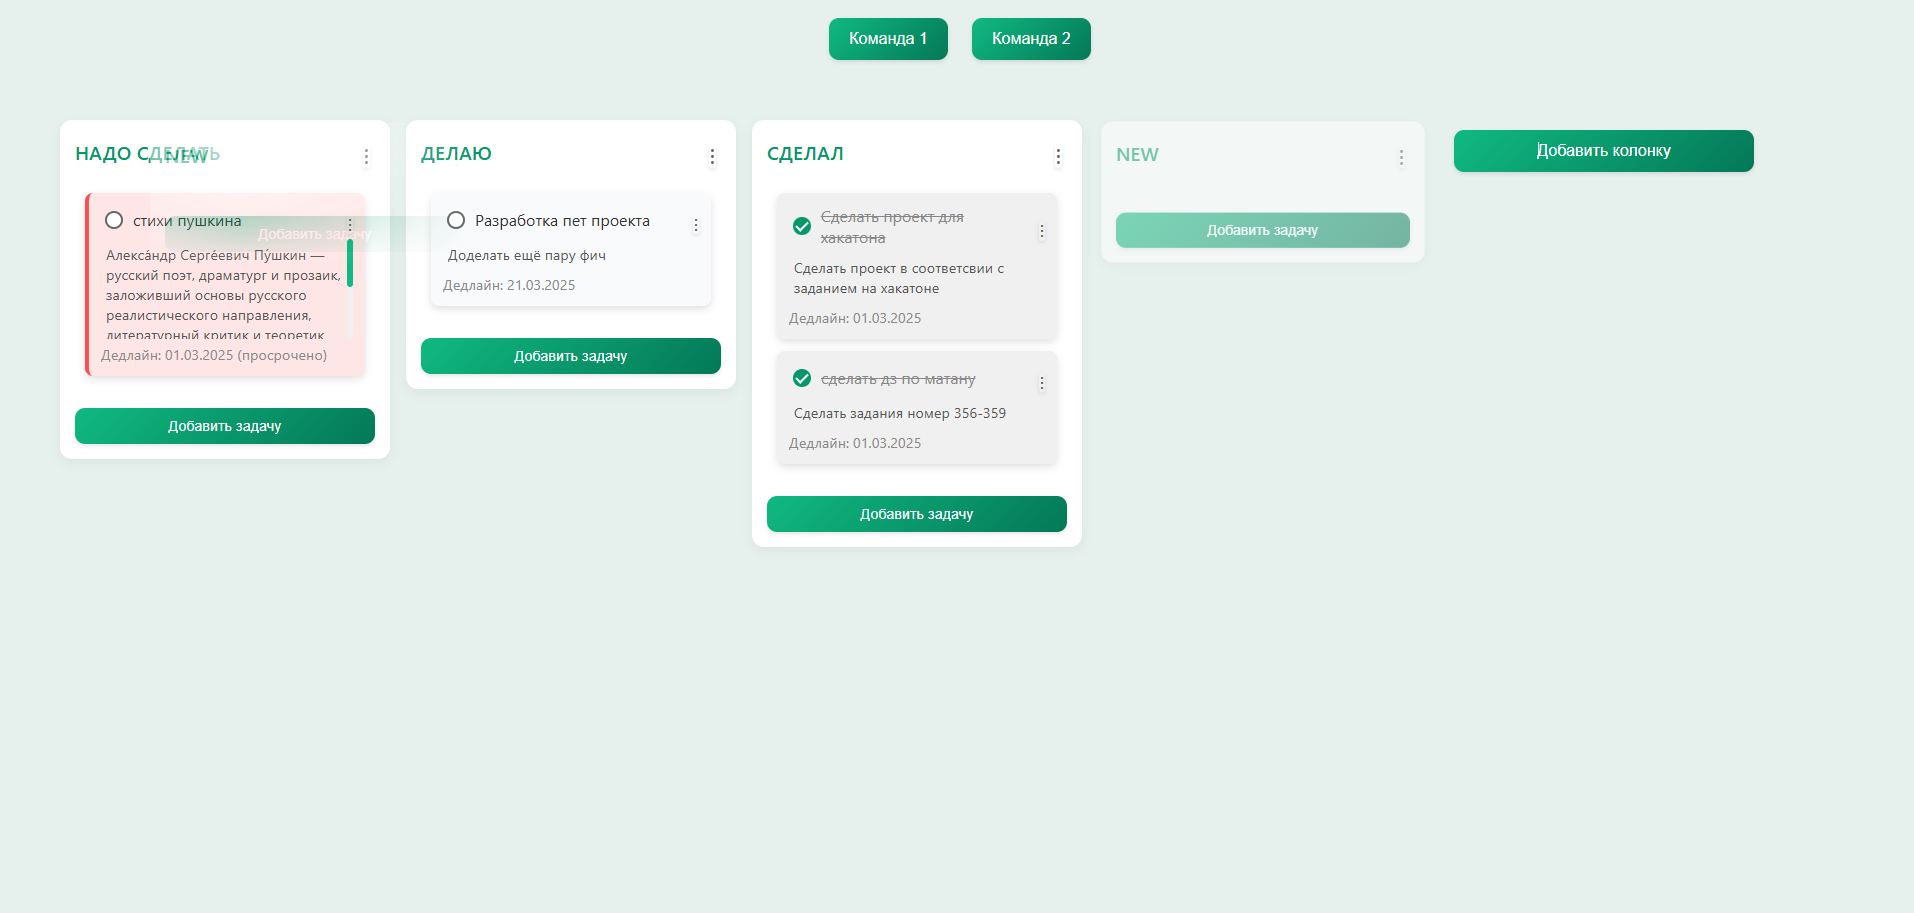 Команда 1
Команда 2
НАДО СДЕЛАТЬ
NEW
стихи пушкина
Добавить задачу
Алекса́ндр Серге́евич Пу́шкин —
русский поэт, драматург и прозаик,
заложивший основы русского
реалистического направления,
литературный критик и теоретик
Дедлайн: 01.03.2025 (просрочено)
Добавить задачу
ДЕЛАЮ
Разработка пет проекта
Доделать ещё пару фич
Дедлайн: 21.03.2025
Добавить задачу
СДЕЛАЛ
Сделать проект для
хакатона
Сделать проект в соответсвии с
заданием на хакатоне
Дедлайн: 01.03.2025
сделать дз по матану
Сделать задания номер 356-359
Дедлайн: 01.03.2025
Добавить задачу
NEW
Добавить задачу
Добавить колонку